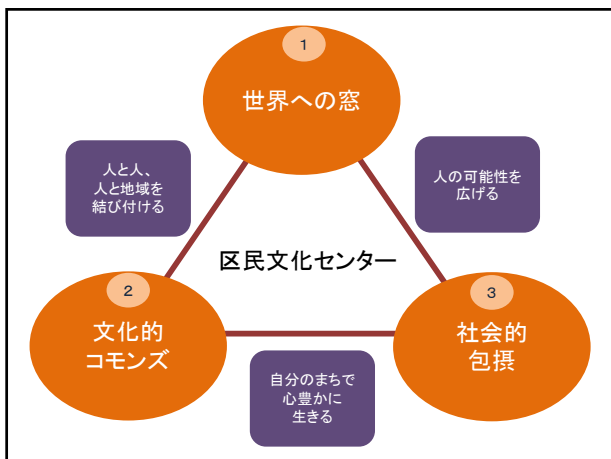 1
世界への窓
人と人、
人と地域を
結び付ける
人の可能性を
広げる
区民文化センター
2
文化的
コモンズ
3
社会的
包摂
自分のまちで
心豊かに
生きる